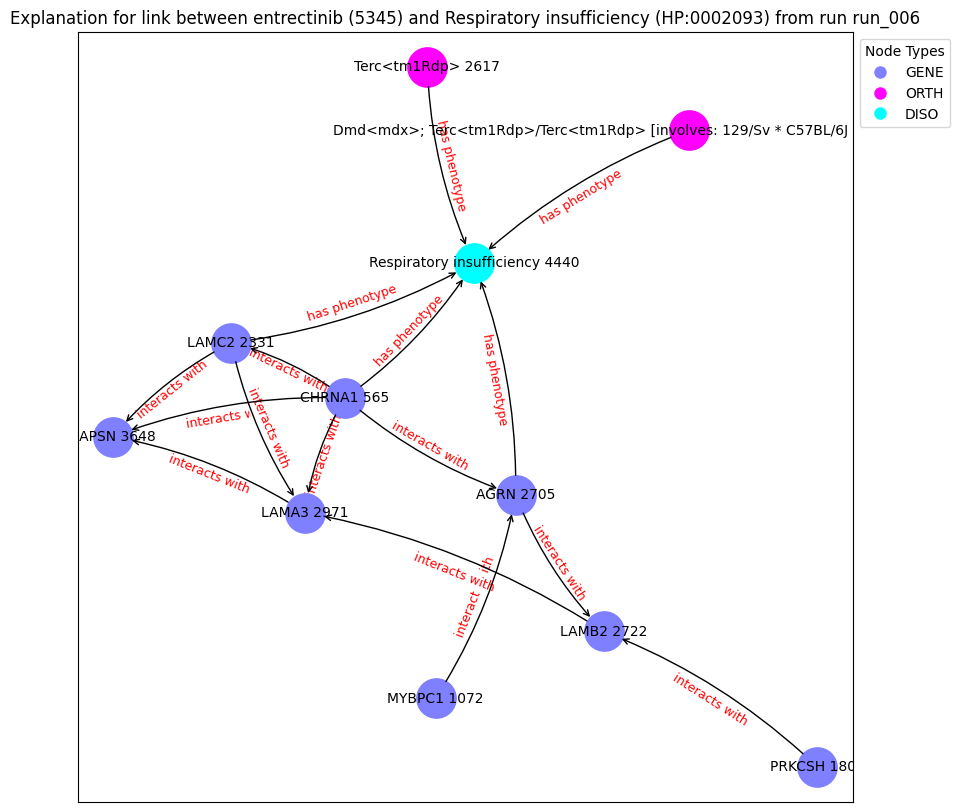 Explanation for link between entrectinib (5345) and Respiratory insufficiency (HP:0002093) from run run_006
Node Types
GENE
ORTH
DISO
Terc<tm1Rdp> 2617
Dmd<mdx>; Terc<tm1Rdp>/Terc<tm1Rdp> [involves: 129/Sv * C57BL/6J
has phenotype
has phenotype
Respiratory insufficiency 4440
has phenotype
has phenotype
has phenotype
LAMC2 2331
interacts with
interacts with
CHRNA1 565
interacts with
interacts w
interacts with
interacts with
APSN 3648
interacts with
AGRN 2705
LAMA3 2971
interacts with
interacts with
interact ith
LAMB2 2722
interacts with
MYBPC1 1072
PRKCSH 180